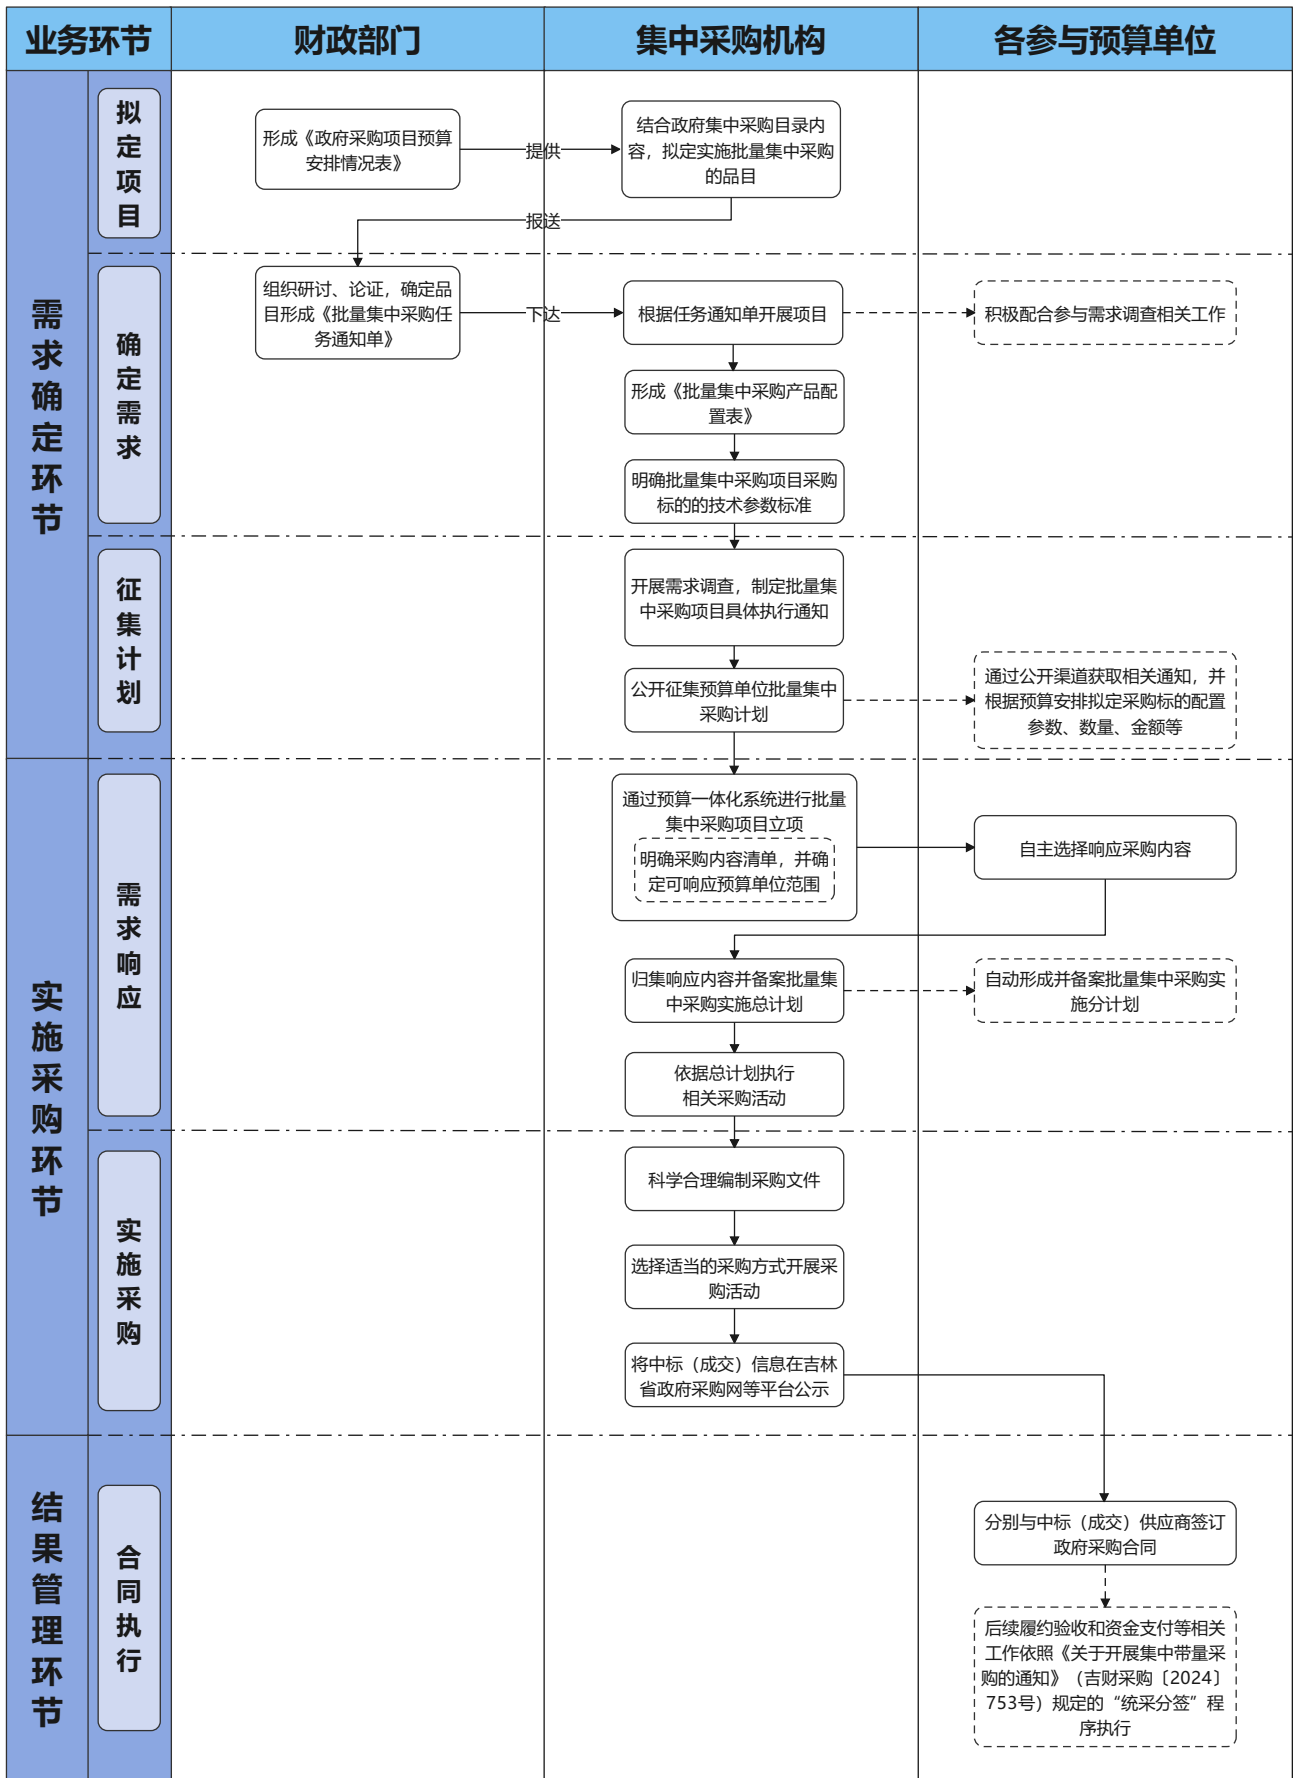 业务环节
财政部门
集中采购机构
各参与预算单位
需求确定环节
拟定项目
形成《政府采购项目预算
安排情况表》
提供
结合政府集中采购目录内
容，拟定实施批量集中采购
的品目
报送
确定需求
组织研讨、论证，确定品
目形成《批量集中采购任
务通知单》
下达
根据任务通知单开展项目
积极配合参与需求调查相关工作
形成《批量集中采购产品配
置表》
明确批量集中采购项目采购
标的的技术参数标准
征集计划
开展需求调查，制定批量集
中采购项目具体执行通知
公开征集预算单位批量集中
采购计划
通过公开渠道获取相关通知，并
根据预算安排拟定采购标的配置
参数、数量、金额等
实施采购环节
需求响应
通过预算一体化系统进行批量
集中采购项目立项
明确采购内容清单，并确
定可响应预算单位范围
自主选择响应采购内容
归集响应内容并备案批量集
中采购实施总计划
自动形成并备案批量集中采购实
施分计划
依据总计划执行
相关采购活动
实施采购
科学合理编制采购文件
选择适当的采购方式开展采
购活动
将中标（成交）信息在吉林
省政府采购网等平台公示
结果管理环节
合同执行
分别与中标（成交）供应商签订
政府采购合同
后续履约验收和资金支付等相关
工作依照《关于开展集中带量采
购的通知》（吉财采购〔2024〕
753号）规定的“统采分签”程
序执行